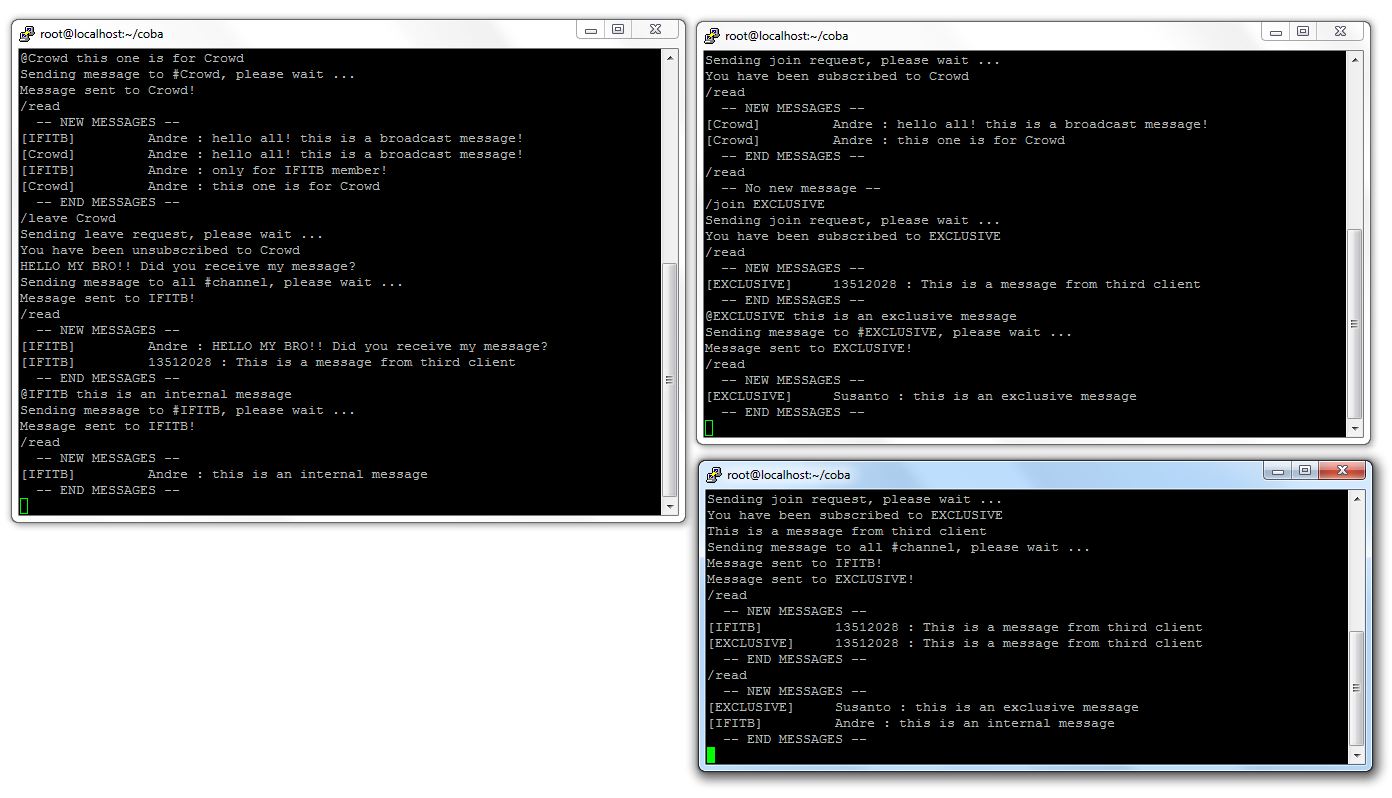 root@localhost:~/coba
@Crowd this one is for Crowd
Sending message to #Crowd, please wait ...
Message sent to Crowd!
/read
-- NEW MESSAGES --
[IFITB] Andre : hello all! this is a broadcast message!
[Crowd] Andre : hello all! this is a broadcast message!
[IFITB] Andre : only for IFITB member!
[Crowd] Andre : this one is for Crowd
-- END MESSAGES --
/leave Crowd
Sending leave request, please wait ...
You have been unsubscribed to Crowd
HELLO MY BRO!! Did you receive my message?
Sending message to all #channel, please wait ...
Message sent to IFITB!
/read
-- NEW MESSAGES --
[IFITB] Andre : HELLO MY BRO!! Did you receive my message?
[IFITB] 13512028 : This is a message from third client
-- END MESSAGES --
@IFITB this is an internal message
Sending message to #IFITB, please wait ...
Message sent to IFITB!
/read
-- NEW MESSAGES --
[IFITB] Andre : this is an internal message
-- END MESSAGES --
root@localhost:~/coba
Sending join request, please wait ...
You have been subscribed to Crowd
/read
-- NEW MESSAGES --
[Crowd] Andre : hello all! this is a broadcast message!
[Crowd] Andre : this one is for Crowd
-- END MESSAGES --
/read
-- No new message --
/join EXCLUSIVE
Sending join request, please wait ...
You have been subscribed to EXCLUSIVE
/read
-- NEW MESSAGES --
[EXCLUSIVE] 13512028 : This is a message from third client
-- END MESSAGES --
@EXCLUSIVE this is an exclusive message
Sending message to #EXCLUSIVE, please wait ...
Message sent to EXCLUSIVE!
/read
-- NEW MESSAGES --
[EXCLUSIVE] Susanto : this is an exclusive message
-- END MESSAGES --
root@localhost:~/coba
Sending join request, please wait ...
You have been subscribed to EXCLUSIVE
This is a message from third client
Sending message to all #channel, please wait ...
Message sent to IFITB!
Message sent to EXCLUSIVE!
/read
-- NEW MESSAGES --
[IFITB] 13512028 : This is a message from third client
[EXCLUSIVE] 13512028 : This is a message from third client
-- END MESSAGES --
/read
-- NEW MESSAGES --
[EXCLUSIVE] Susanto : this is an exclusive message
[IFITB] Andre : this is an internal message
-- END MESSAGES --